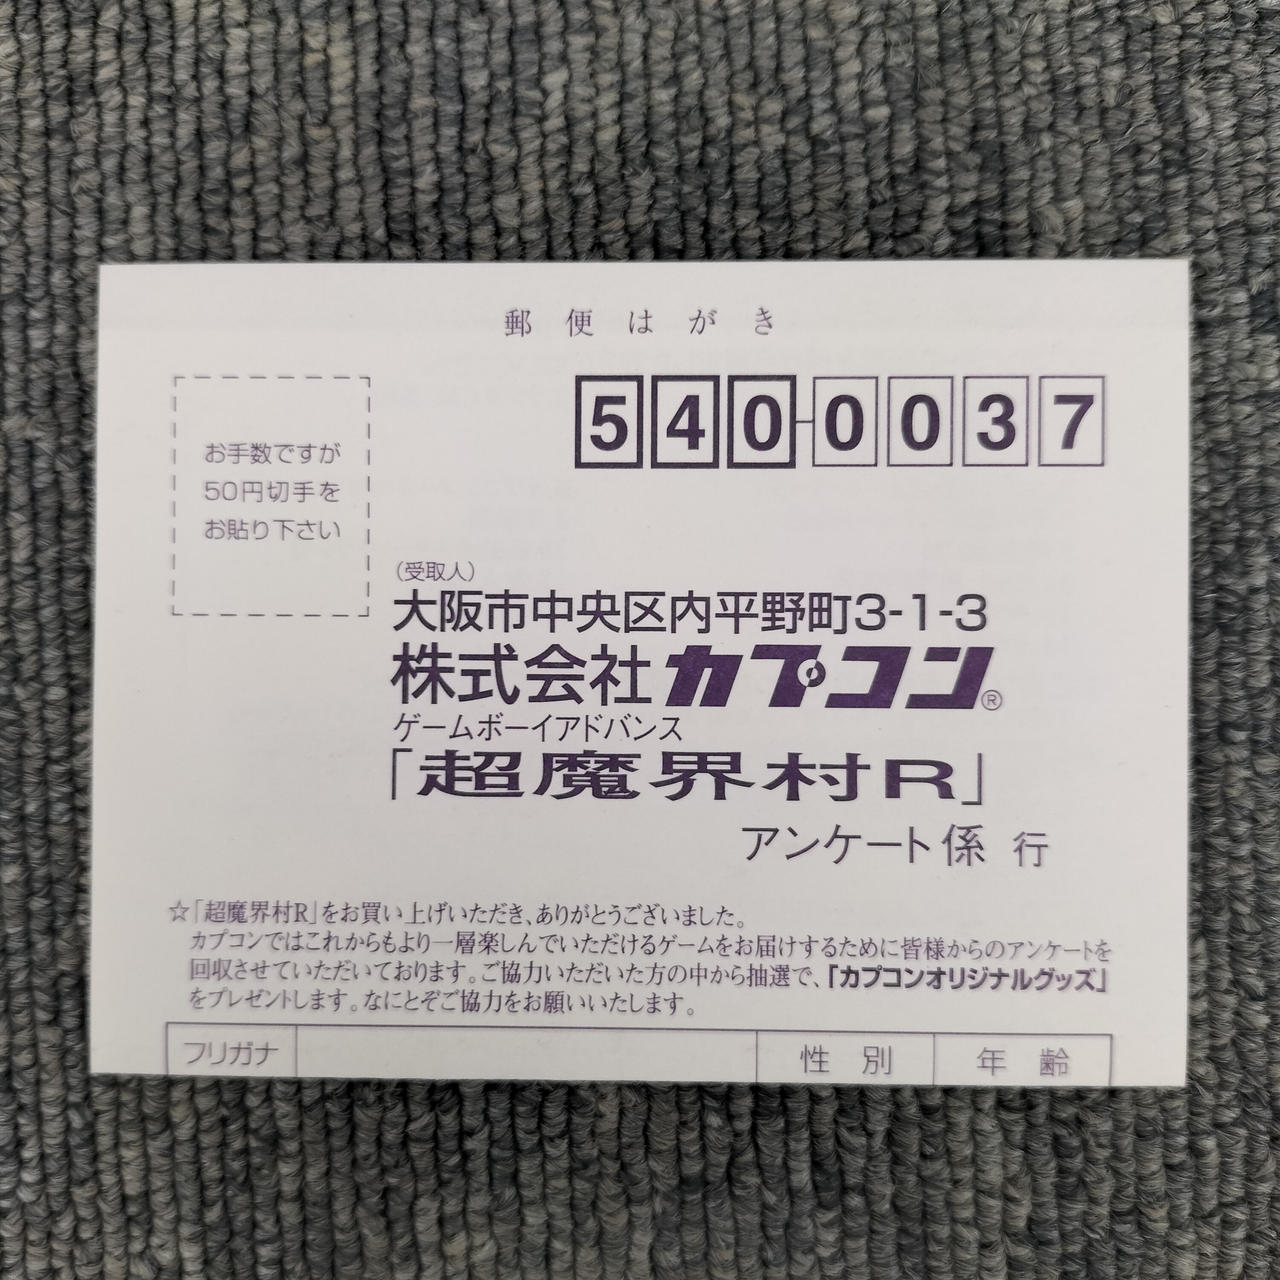 郵便はがき
540-0037
お手数ですが
50円切手を
お貼り下さい
（受取人）
大阪市中央区内平野町3-1-3
株式会社カプコン®
ゲームボーイアドバンス
「超魔界村R」
アンケート係 行
☆「超魔界村R」をお買い上げいただき、ありがとうございました。
カプコンではこれからもより一層楽しんでいただけるゲームをお届けするために皆様からのアンケートを
回収させていただいております。ご協力いただいた方の中から抽選で、「カプコンオリジナルグッズ」
をプレゼントします。なにとぞご協力をお願いいたします。
フリガナ 性別 年齢